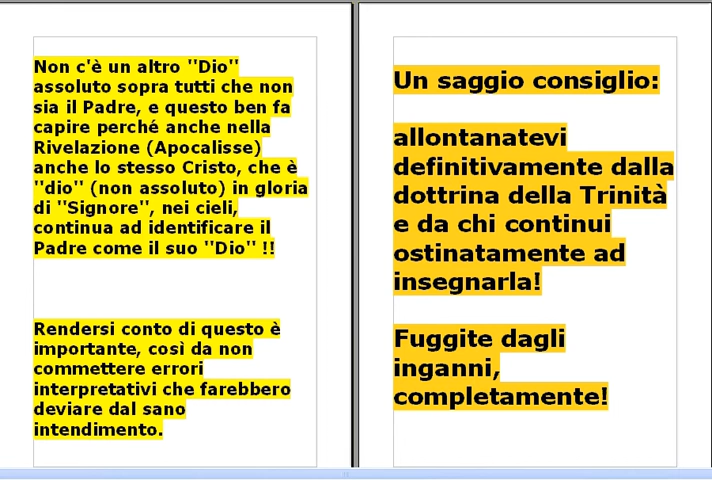 Non c'è un altro ''Dio''
assoluto sopra tutti che non
sia il Padre, e questo ben fa
capire perché anche nella
Rivelazione (Apocalisse)
anche lo stesso Cristo, che è
''dio'' (non assoluto) in gloria
di ''Signore'', nei cieli,
continua ad identificare il
Padre come il suo ''Dio'' !!
Rendersi conto di questo è
importante, così da non
commettere errori
interpretativi che farebbero
deviare dal sano
intendimento.
Un saggio consiglio:
allontanatevi
definitivamente dalla
dottrina della Trinità
e da chi continui
ostinatamente ad
insegnarla!
Fuggite dagli
inganni,
completamente!